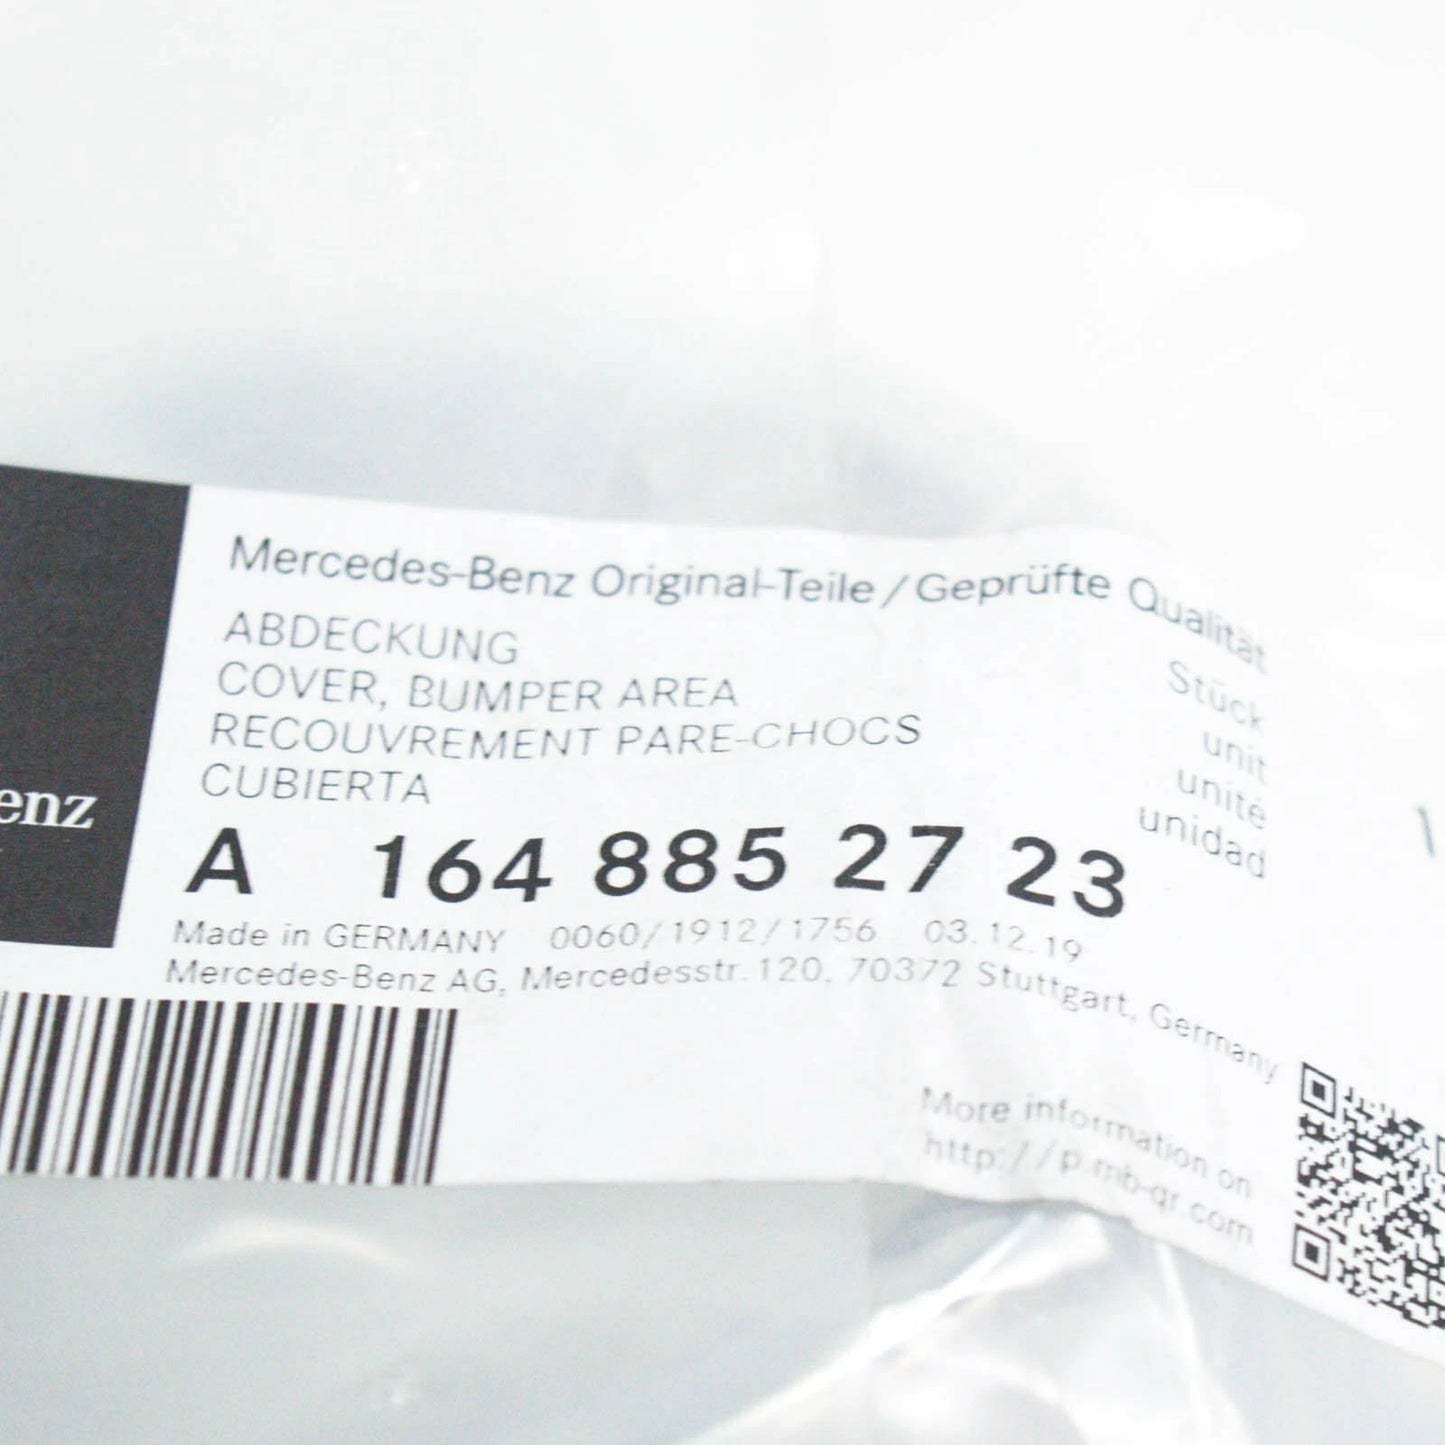 Mercedes-Benz Original-Teile/Geprüfte Qualität
ABDECKUNG
COVER, BUMPER AREA
RECOUVREMENT PARE-CHOCS
CUBIERTA
Stück
unit
unité
unidad
1
enz
A 164 885 27 23
Made in GERMANY 0060/1912/1756 03.12.19
Mercedes-Benz AG, Mercedesstr. 120, 70372 Stuttgart, Germany
More information on
http://p.mb-qr.com